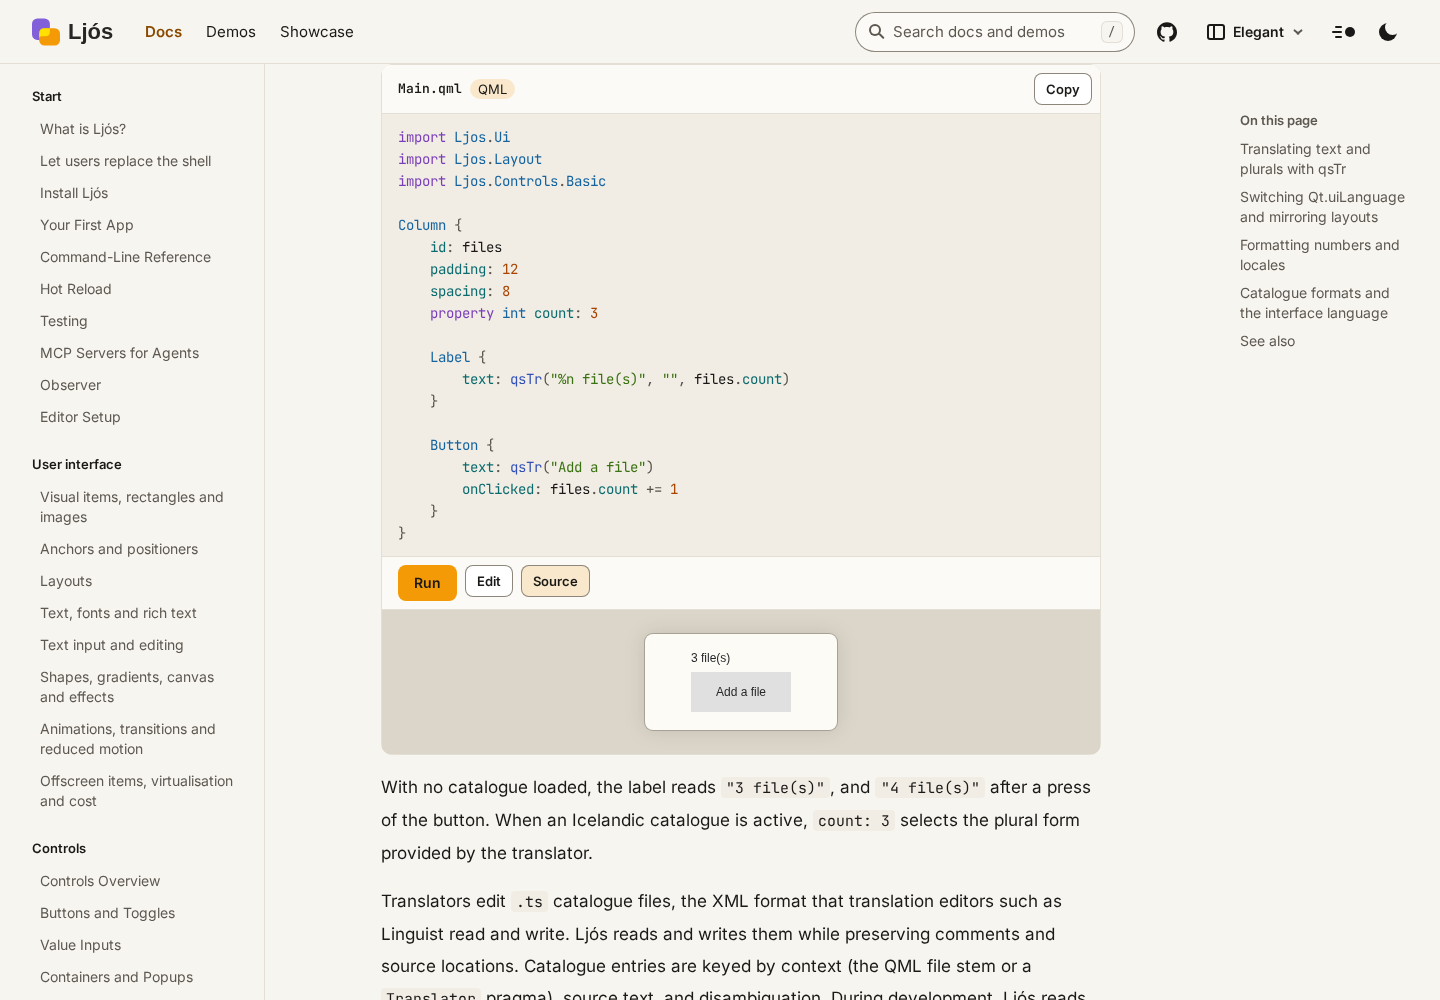 Ljós
Docs
Demos
Showcase
Search docs and demos
/
Elegant
Start
What is Ljós?
Let users replace the shell
Install Ljós
Your First App
Command-Line Reference
Hot Reload
Testing
MCP Servers for Agents
Observer
Editor Setup
User interface
Visual items, rectangles and
images
Anchors and positioners
Layouts
Text, fonts and rich text
Text input and editing
Shapes, gradients, canvas
and effects
Animations, transitions and
reduced motion
Offscreen items, virtualisation
and cost
Controls
Controls Overview
Buttons and Toggles
Value Inputs
Containers and Popups
Main.qml QML
Copy
import Ljos.Ui
import Ljos.Layout
import Ljos.Controls.Basic
Column {
    id: files
    padding: 12
    spacing: 8
    property int count: 3
    Label {
        text: qsTr("%n file(s)", "", files.count)
    }
    Button {
        text: qsTr("Add a file")
        onClicked: files.count += 1
    }
}
Run
Edit
Source
3 file(s)
Add a file
With no catalogue loaded, the label reads "3 file(s)", and "4 file(s)" after a press
of the button. When an Icelandic catalogue is active, count: 3 selects the plural form
provided by the translator.
Translators edit .ts catalogue files, the XML format that translation editors such as
Linguist read and write. Ljós reads and writes them while preserving comments and
source locations. Catalogue entries are keyed by context (the QML file stem or a
Translator pragma), source text, and disambiguation. During development, Ljós reads
On this page
Translating text and
plurals with qsTr
Switching Qt.uiLanguage
and mirroring layouts
Formatting numbers and
locales
Catalogue formats and
the interface language
See also